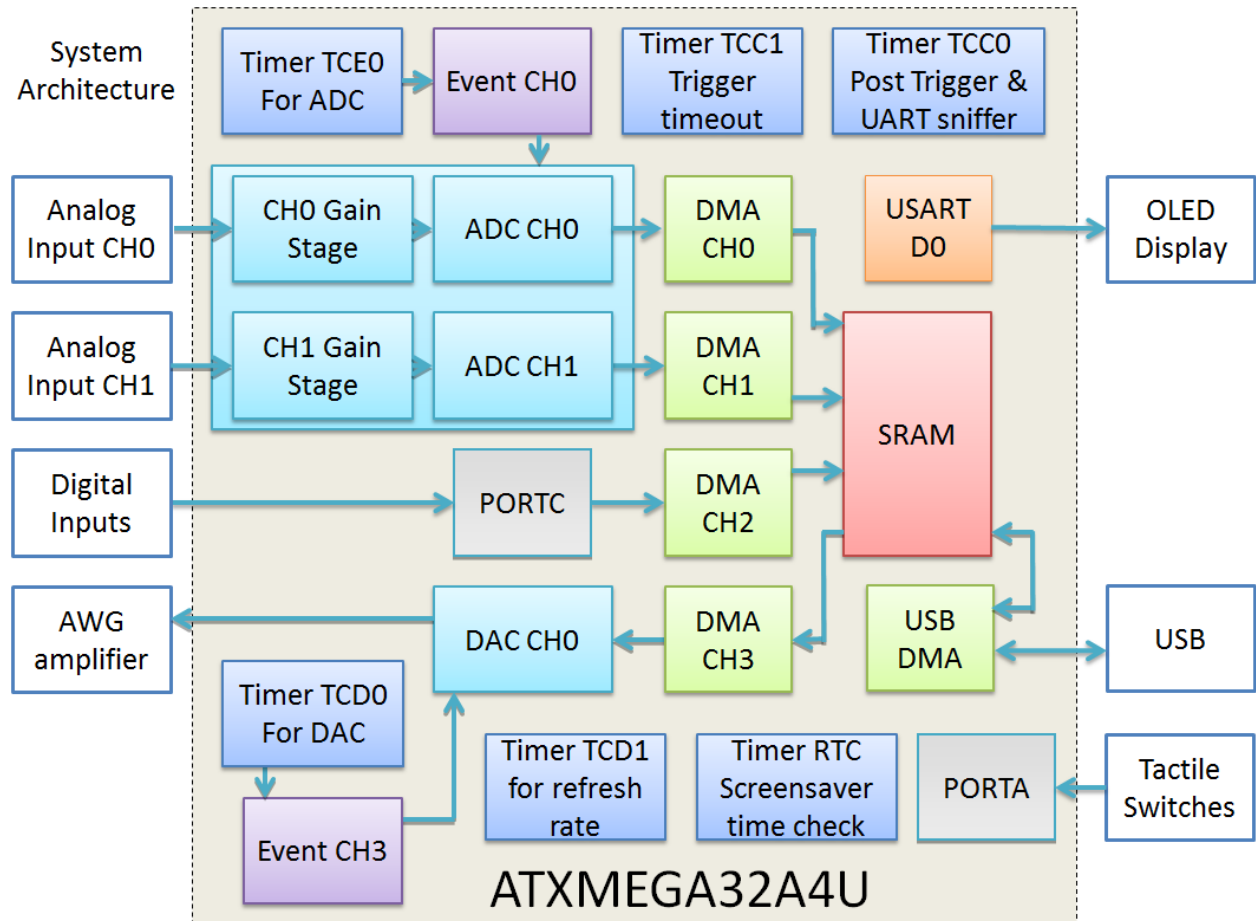 System
Architecture
Timer TCE0
For ADC
Event CH0
Timer TCC1
Trigger
timeout
Timer TCC0
Post Trigger &
UART sniffer
Analog
Input CH0
CH0 Gain
Stage
ADC CH0
DMA
CH0
USART
D0
OLED
Display
Analog
Input CH1
CH1 Gain
Stage
ADC CH1
DMA
CH1
SRAM
Digital
Inputs
PORTC
DMA
CH2
AWG
amplifier
DAC CH0
DMA
CH3
USB
DMA
USB
Timer TCD0
For DAC
Event CH3
Timer TCD1
for refresh
rate
Timer RTC
Screensaver
time check
PORTA
Tactile
Switches
ATXMEGA32A4U